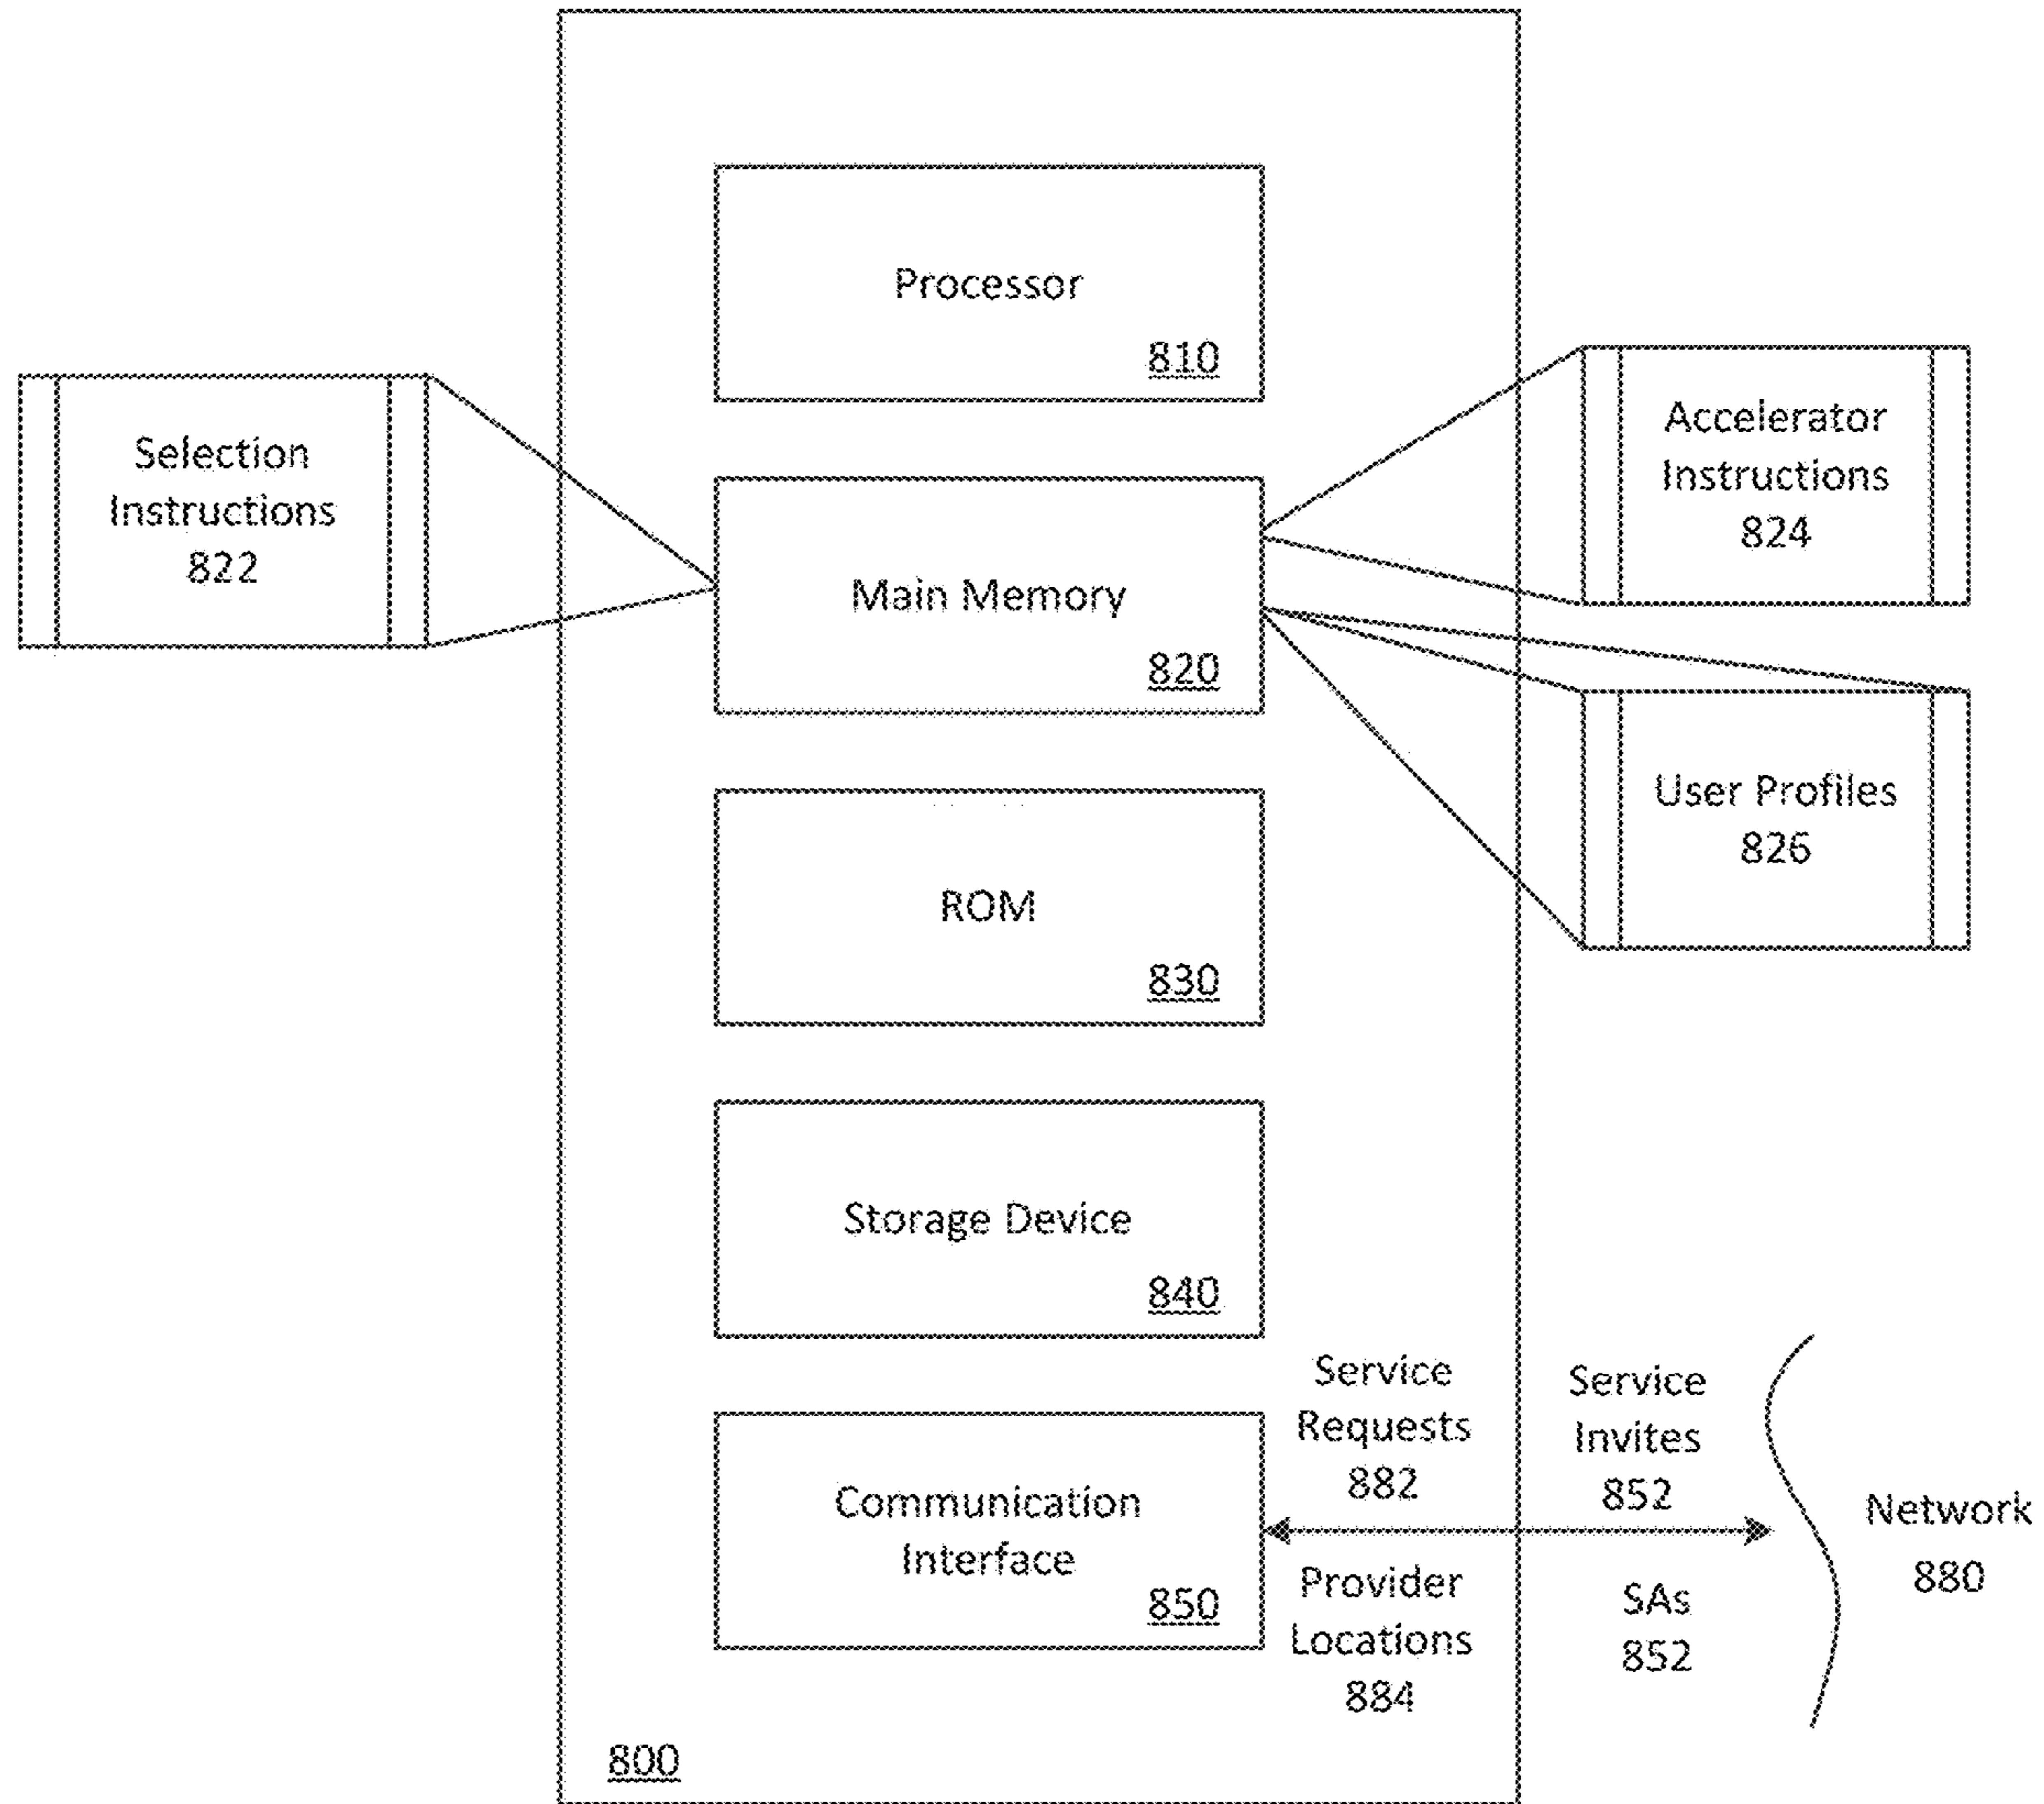 Processor
810
Selection
Instructions
822
Accelerator
Instructions
824
Main Memory
820
User Profiles
826
ROM
830
Storage Device
840
Communication
Interface
850
Service
Requests
882
Provider
Locations
884
Service
Invites
852
SAs
852
Network
880
800